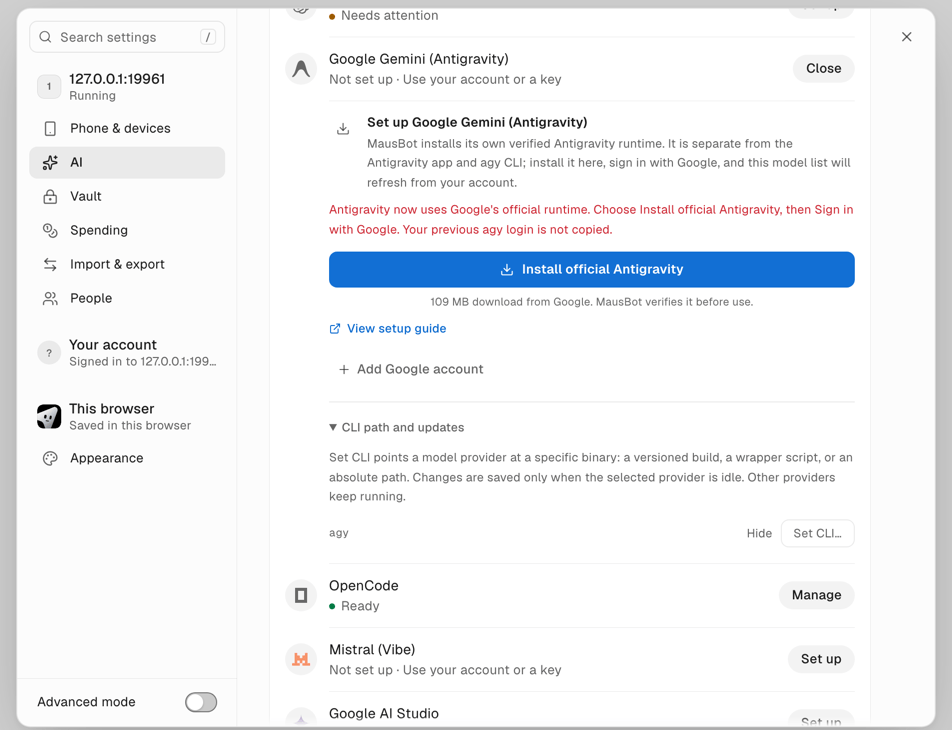 Search settings
/
1
127.0.0.1:19961
Running
Phone & devices
AI
Vault
Spending
Import & export
People
?
Your account
Signed in to 127.0.0.1:199…
This browser
Saved in this browser
Appearance
Advanced mode
Needs attention
Google Gemini (Antigravity)
Not set up · Use your account or a key
Close
Set up Google Gemini (Antigravity)
MausBot installs its own verified Antigravity runtime. It is separate from the
Antigravity app and agy CLI; install it here, sign in with Google, and this model list will
refresh from your account.
Antigravity now uses Google's official runtime. Choose Install official Antigravity, then Sign in
with Google. Your previous agy login is not copied.
Install official Antigravity
109 MB download from Google. MausBot verifies it before use.
View setup guide
Add Google account
CLI path and updates
Set CLI points a model provider at a specific binary: a versioned build, a wrapper script, or an
absolute path. Changes are saved only when the selected provider is idle. Other providers
keep running.
agy
Hide
Set CLI…
OpenCode
Ready
Manage
Mistral (Vibe)
Not set up · Use your account or a key
Set up
Google AI Studio
Set up